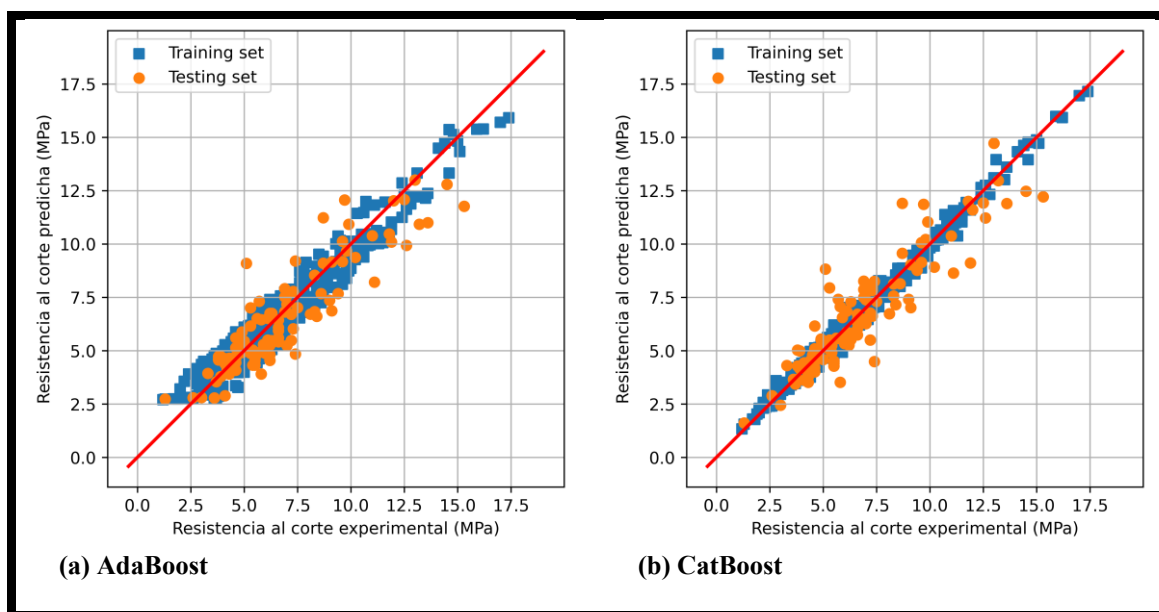 Training set
Testing set
17.5
15.0
12.5
10.0
7.5
5.0
2.5
0.0
Resistencia al corte predicha (MPa)
0.0 2.5 5.0 7.5 10.0 12.5 15.0 17.5
Resistencia al corte experimental (MPa)
(a) AdaBoost
Training set
Testing set
17.5
15.0
12.5
10.0
7.5
5.0
2.5
0.0
Resistencia al corte predicha (MPa)
0.0 2.5 5.0 7.5 10.0 12.5 15.0 17.5
Resistencia al corte experimental (MPa)
(b) CatBoost